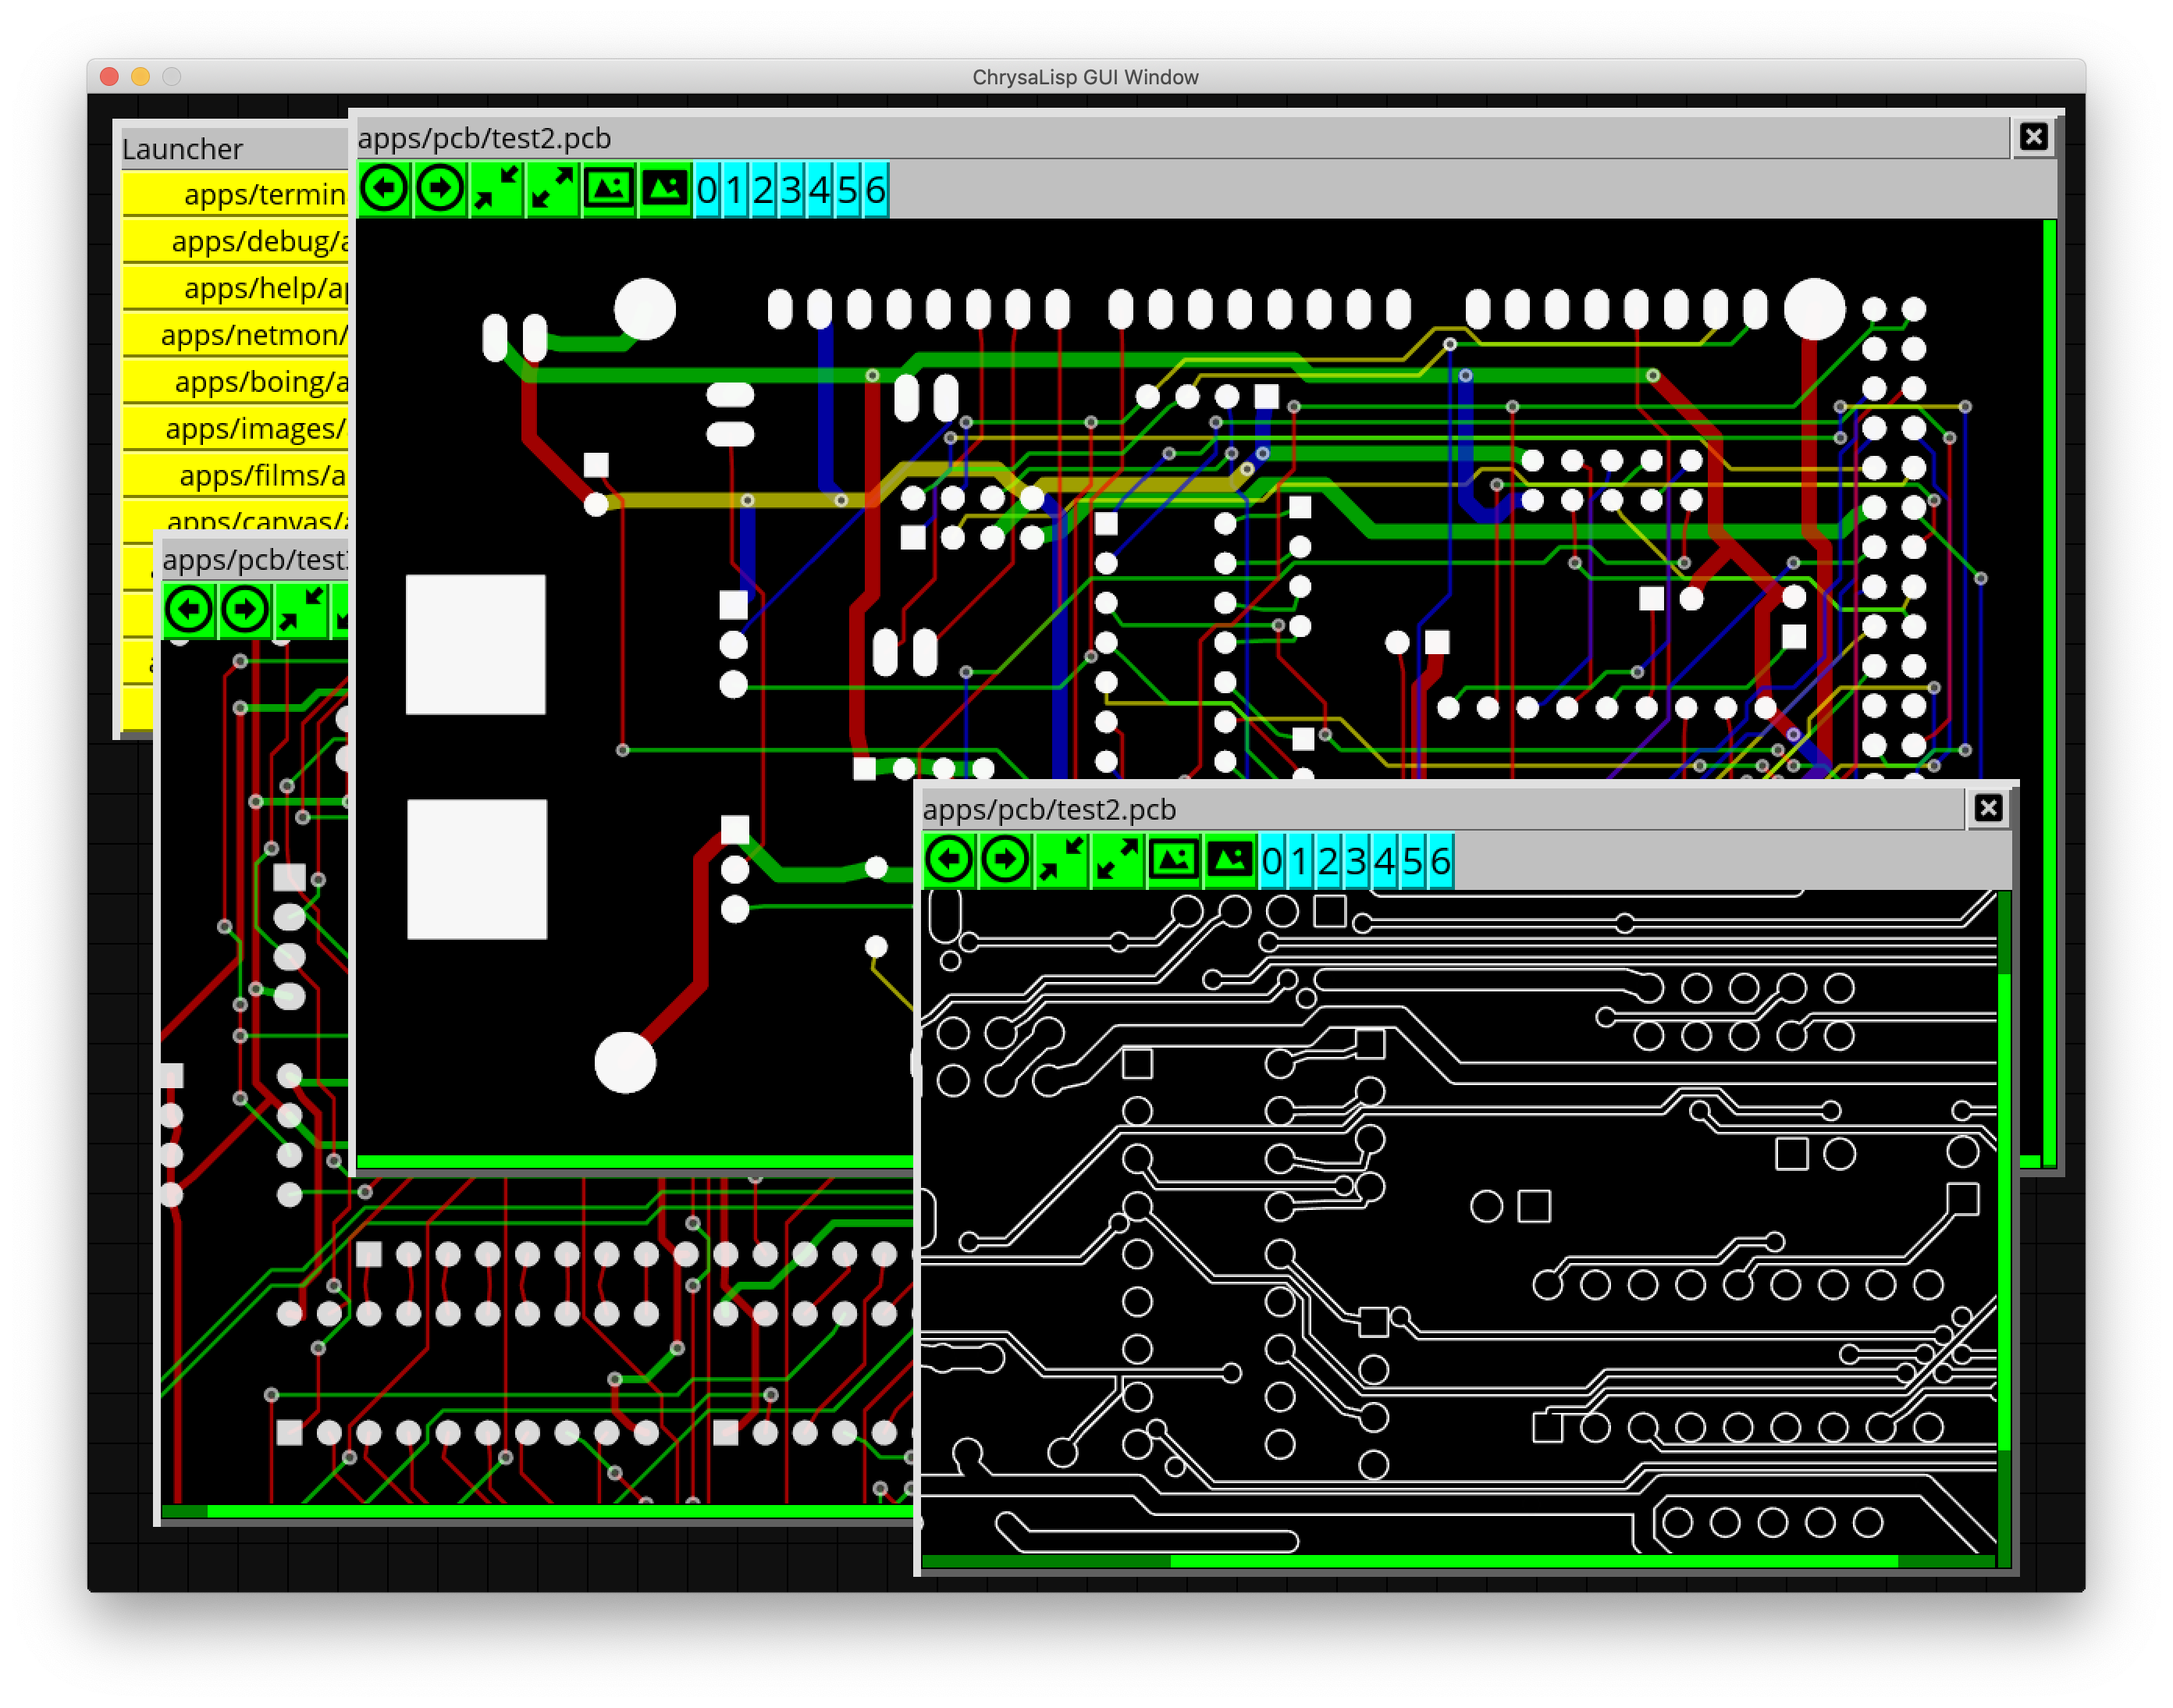 ChrysaLisp GUI Window
Launcher
apps/termin
apps/debug/a
apps/help/ap
apps/netmon/
apps/boing/a
apps/images/
apps/films/a
apps/canvas/a
apps/pcb/test2.pcb
0 1 2 3 4 5 6
apps/pcb/test
apps/pcb/test2.pcb
0 1 2 3 4 5 6